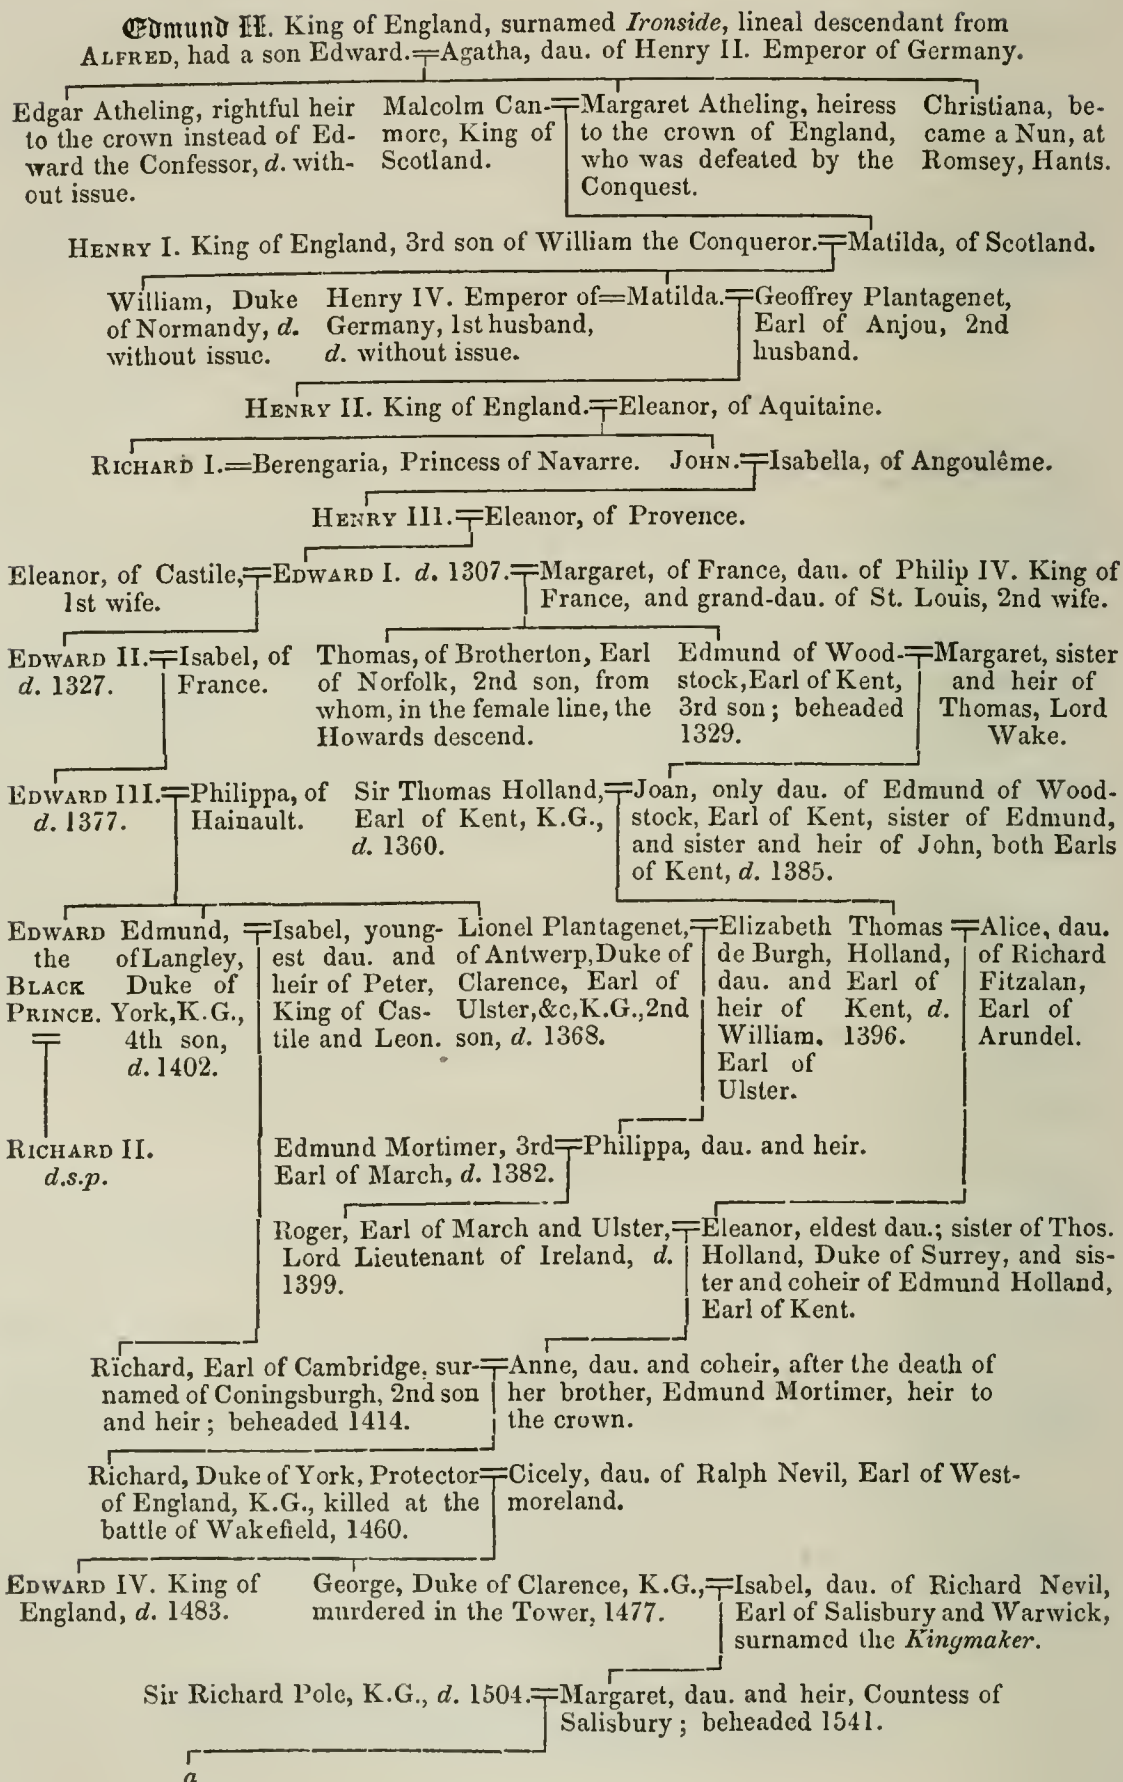 Edmund II. King of England, surnamed Ironside, lineal descendant from
ALFRED, had a son Edward.=Agatha, dau. of Henry II. Emperor of Germany.
Edgar Atheling, rightful heir
to the crown instead of Ed-
ward the Confessor, d. with-
out issue.
Malcolm Can-
more, King of
Scotland.
=Margaret Atheling, heiress
to the crown of England,
who was defeated by the
Conquest.
Christiana, be-
came a Nun, at
Romsey, Hants.
HENRY I. King of England, 3rd son of William the Conqueror.=Matilda, of Scotland.
William, Duke
of Normandy, d.
without issue.
Henry IV. Emperor of=Matilda.
Germany, 1st husband,
d. without issue.
=Geoffrey Plantagenet,
Earl of Anjou, 2nd
husband.
HENRY II. King of England.=Eleanor, of Aquitaine.
RICHARD I.=Berengaria, Princess of Navarre. JOHN.=Isabella, of Angoulême.
HENRY III.=Eleanor, of Provence.
Eleanor, of Castile,
1st wife.
=EDWARD I. d. 1307.
=Margaret, of France, dau. of Philip IV. King of
France, and grand-dau. of St. Louis, 2nd wife.
EDWARD II.
d. 1327.
=Isabel, of
France.
Thomas, of Brotherton, Earl
of Norfolk, 2nd son, from
whom, in the female line, the
Howards descend.
Edmund of Wood-
stock, Earl of Kent,
3rd son; beheaded
1329.
=Margaret, sister
and heir of
Thomas, Lord
Wake.
EDWARD III.
d. 1377.
=Philippa, of
Hainault.
Sir Thomas Holland,
Earl of Kent, K.G.,
d. 1360.
=Joan, only dau. of Edmund of Wood-
stock, Earl of Kent, sister of Edmund,
and sister and heir of John, both Earls
of Kent, d. 1385.
EDWARD
the
BLACK
PRINCE.
Edmund,
of Langley,
Duke of
York, K.G.,
4th son,
d. 1402.
=Isabel, young-
est dau. and
heir of Peter,
King of Cas-
tile and Leon.
Lionel Plantagenet,
of Antwerp, Duke of
Clarence, Earl of
Ulster, &c, K.G., 2nd
son, d. 1368.
=Elizabeth
de Burgh,
dau. and
heir of
William.
Earl of
Ulster.
Thomas
Holland,
Earl of
Kent, d.
1396.
=Alice, dau.
of Richard
Fitzalan,
Earl of
Arundel.
RICHARD II.
d.s.p.
Edmund Mortimer, 3rd
Earl of March, d. 1382.
=Philippa, dau. and heir.
Roger, Earl of March and Ulster,
Lord Lieutenant of Ireland, d.
1399.
=Eleanor, eldest dau.; sister of Thos.
Holland, Duke of Surrey, and sis-
ter and coheir of Edmund Holland,
Earl of Kent.
Richard, Earl of Cambridge, sur-
named of Coningsburgh, 2nd son
and heir; beheaded 1414.
=Anne, dau. and coheir, after the death of
her brother, Edmund Mortimer, heir to
the crown.
Richard, Duke of York, Protector
of England, K.G., killed at the
battle of Wakefield, 1460.
=Cicely, dau. of Ralph Nevil, Earl of West-
moreland.
EDWARD IV. King of
England, d. 1483.
George, Duke of Clarence, K.G.,
murdered in the Tower, 1477.
=Isabel, dau. of Richard Nevil,
Earl of Salisbury and Warwick,
surnamed the Kingmaker.
Sir Richard Pole, K.G., d. 1504.
=Margaret, dau. and heir, Countess of
Salisbury; beheaded 1541.
a